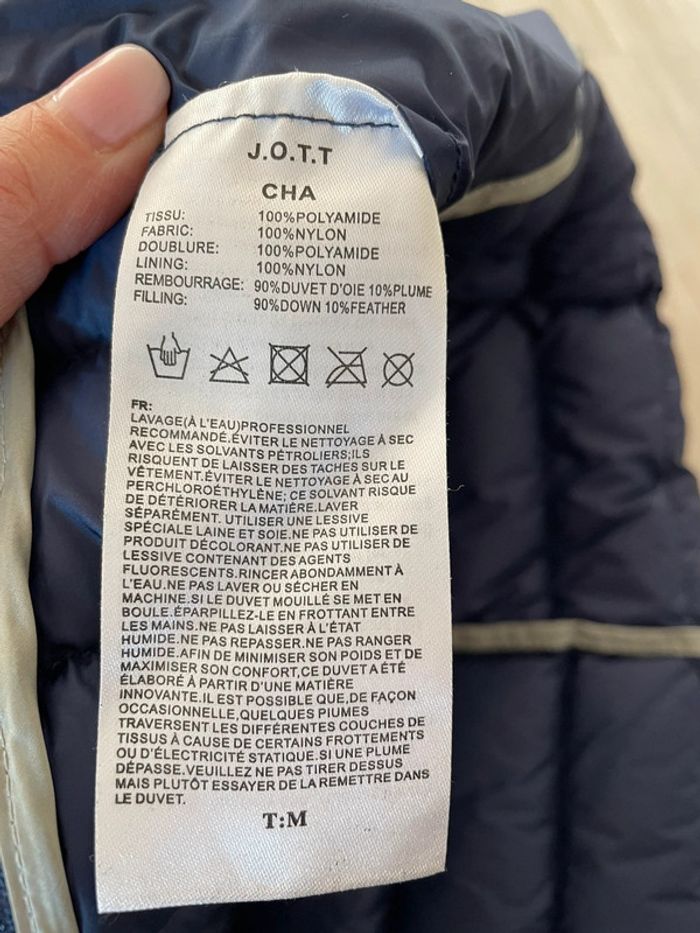 J.O.T.T
CHA
TISSU: 100%POLYAMIDE
FABRIC: 100%NYLON
DOUBLURE: 100%POLYAMIDE
LINING: 100%NYLON
REMBOURRAGE: 90%DUVET D'OIE 10%PLUME
FILLING: 90%DOWN 10%FEATHER
FR:
LAVAGE(À L'EAU)PROFESSIONNEL
RECOMMANDÉ.ÉVITER LE NETTOYAGE À SEC
AVEC LES SOLVANTS PÉTROLIERS;ILS
RISQUENT DE LAISSER DES TACHES SUR LE
VÊTEMENT.ÉVITER LE NETTOYAGE À SEC AU
PERCHLOROÉTHYLÈNE; CE SOLVANT RISQUE
DE DÉTÉRIORER LA MATIÉRE.LAVER
SÉPARÉMENT. UTILISER UNE LESSIVE
SPÉCIALE LAINE ET SOIE.NE PAS UTILISER DE
PRODUIT DÉCOLORANT.NE PAS UTILISER DE
LESSIVE CONTENANT DES AGENTS
FLUORESCENTS.RINCER ABONDAMMENT À
L'EAU.NE PAS LAVER OU SÉCHER EN
MACHINE.SI LE DUVET MOUILLÉ SE MET EN
BOULE.ÉPARPILLEZ-LE EN FROTTANT ENTRE
LES MAINS.NE PAS LAISSER À L'ÉTAT
HUMIDE.NE PAS REPASSER.NE PAS RANGER
HUMIDE.AFIN DE MINIMISER SON POIDS ET DE
MAXIMISER SON CONFORT,CE DUVET A ÉTÉ
ÉLABORÉ À PARTIR D'UNE MATIÈRE
INNOVANTE.IL EST POSSIBLE QUE,DE FAÇON
OCCASIONNELLE,QUELQUES PLUMES
TRAVERSENT LES DIFFÉRENTES COUCHES DE
TISSUS À CAUSE DE CERTAINS FROTTEMENTS
OU D'ÉLECTRICITÉ STATIQUE.SI UNE PLUME
DÉPASSE.VEUILLEZ NE PAS TIRER DESSUS
MAIS PLUTÔT ESSAYER DE LA REMETTRE DANS
LE DUVET.
T:M